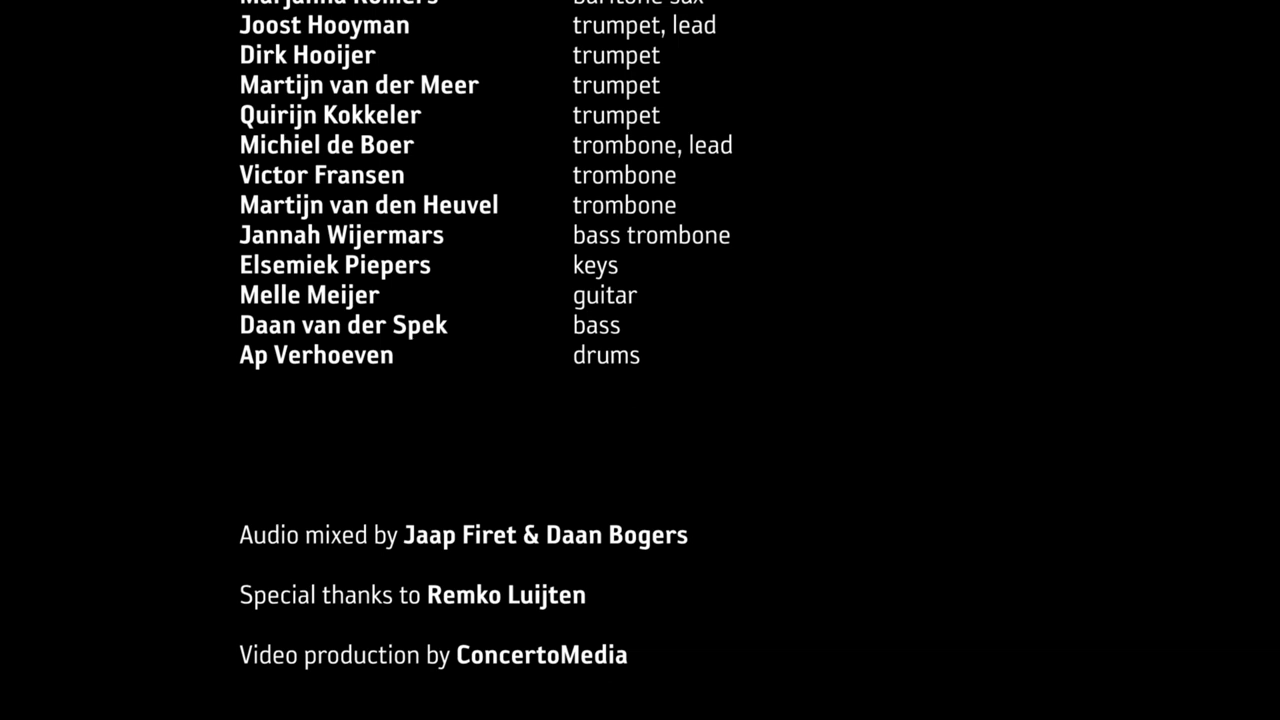 Joost Hooyman trumpet, lead
Dirk Hooijer trumpet
Martijn van der Meer trumpet
Quirijn Kokkeler trumpet
Michiel de Boer trombone, lead
Victor Fransen trombone
Martijn van den Heuvel trombone
Jannah Wijermars bass trombone
Elsemiek Piepers keys
Melle Meijer guitar
Daan van der Spek bass
Ap Verhoeven drums
Audio mixed by Jaap Firet & Daan Bogers
Special thanks to Remko Luijten
Video production by ConcertoMedia